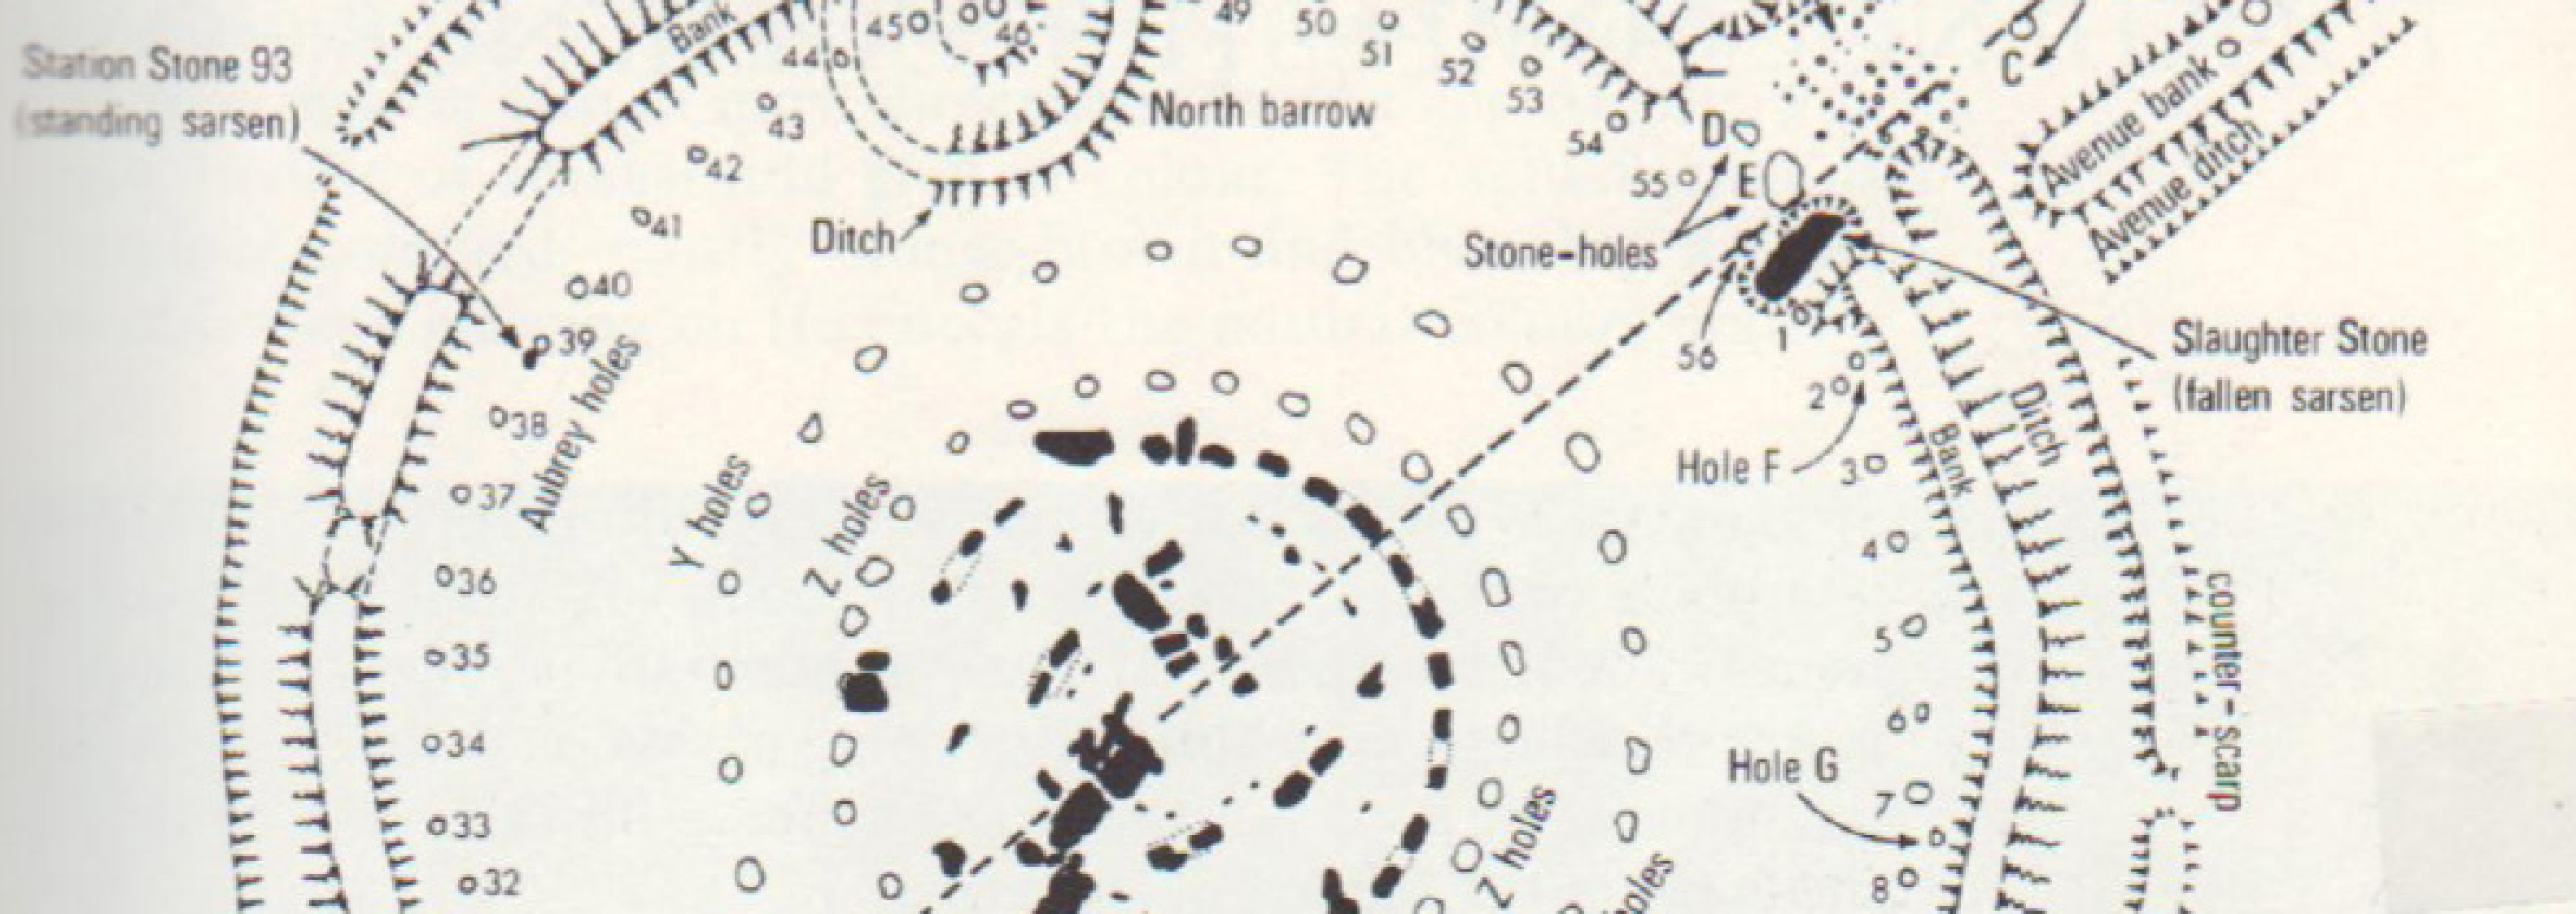 Station Stone 93
(standing sarsen)
Bank
45
46
44
43
42
41
40
39
38
37
36
35
34
33
32
Aubrey holes
Y holes
Z holes
Ditch
North barrow
49
50
51
52
53
54
55
56
D
E
C
Stone-holes
Avenue bank
Avenue ditch
Slaughter Stone
(fallen sarsen)
1
2
Hole F
3
4
5
6
7
8
Hole G
Bank
Ditch
counter-scarp
Z holes
holes